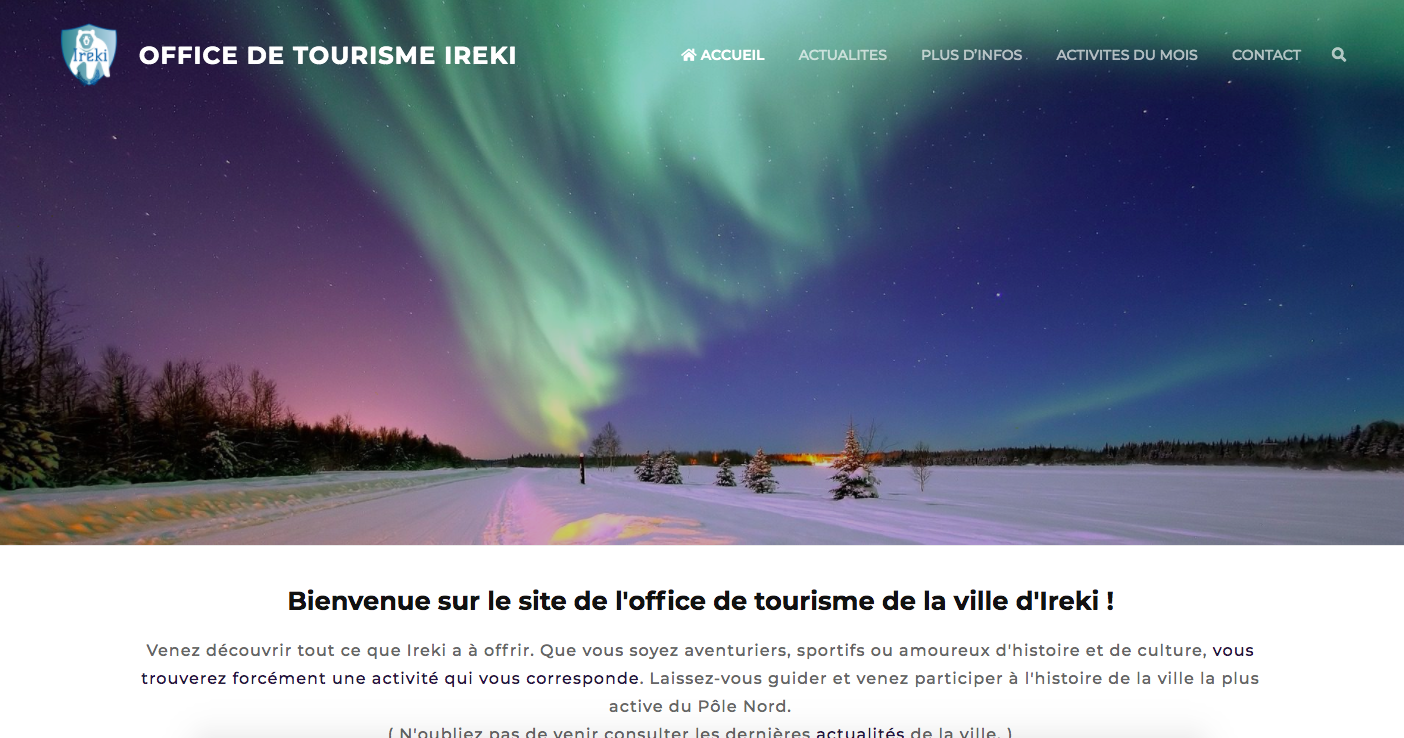 Ireki
OFFICE DE TOURISME IREKI
ACCUEIL
ACTUALITES
PLUS D'INFOS
ACTIVITES DU MOIS
CONTACT
Bienvenue sur le site de l'office de tourisme de la ville d'Ireki !
Venez découvrir tout ce que Ireki a à offrir. Que vous soyez aventuriers, sportifs ou amoureux d'histoire et de culture, vous
trouverez forcément une activité qui vous corresponde. Laissez-vous guider et venez participer à l'histoire de la ville la plus
active du Pôle Nord.
( N'oubliez pas de venir consulter les dernières actualités de la ville. )